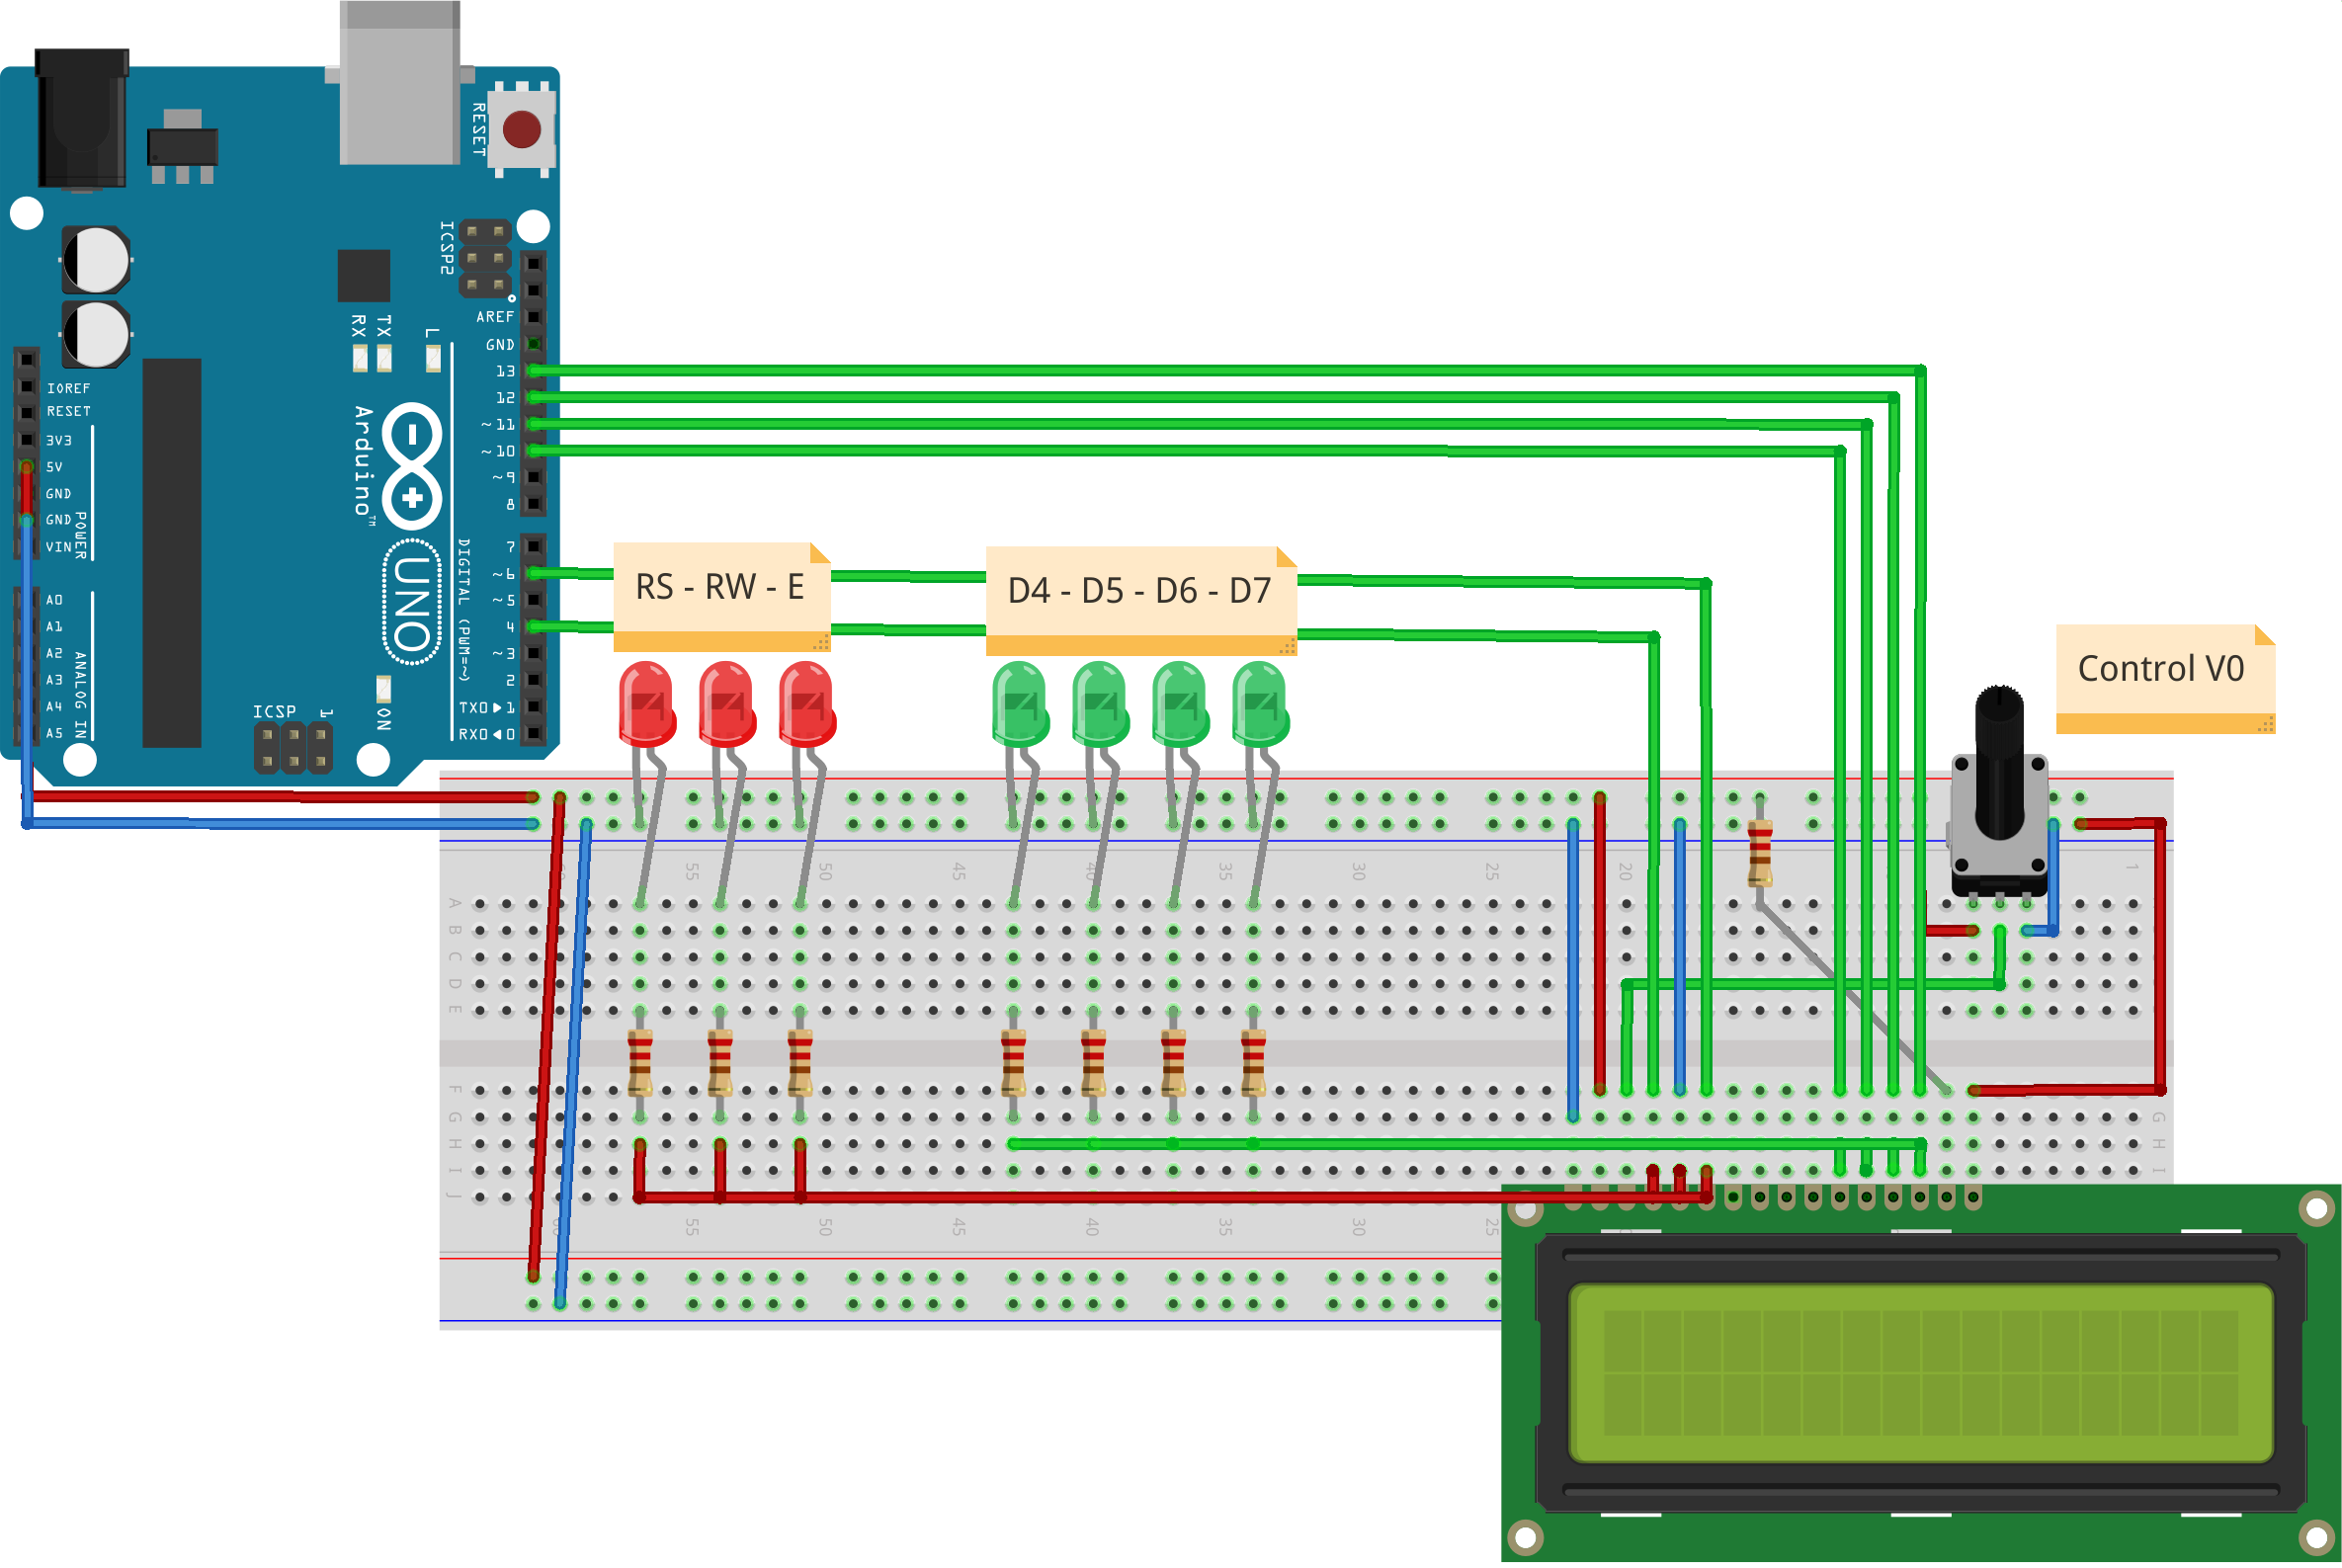 RESET
ICSP2
AREF
GND
13
12
~11
~10
~9
8
7
~6
~5
4
~3
2
TX0▶1
RX0◀0
RX
TX
L
IOREF
RESET
3V3
5V
GND
GND
VIN
POWER
A0
A1
A2
A3
A4
A5
ANALOG IN
Arduino™
UNO
DIGITAL (PWM=~)
ON
ICSP
1
RS - RW - E
D4 - D5 - D6 - D7
Control V0
60 55 50 45 40 35 30 25 20 1
A
B
C
D
E
F
G G
H H
I I
J
60 55 50 45 40 35 30 25